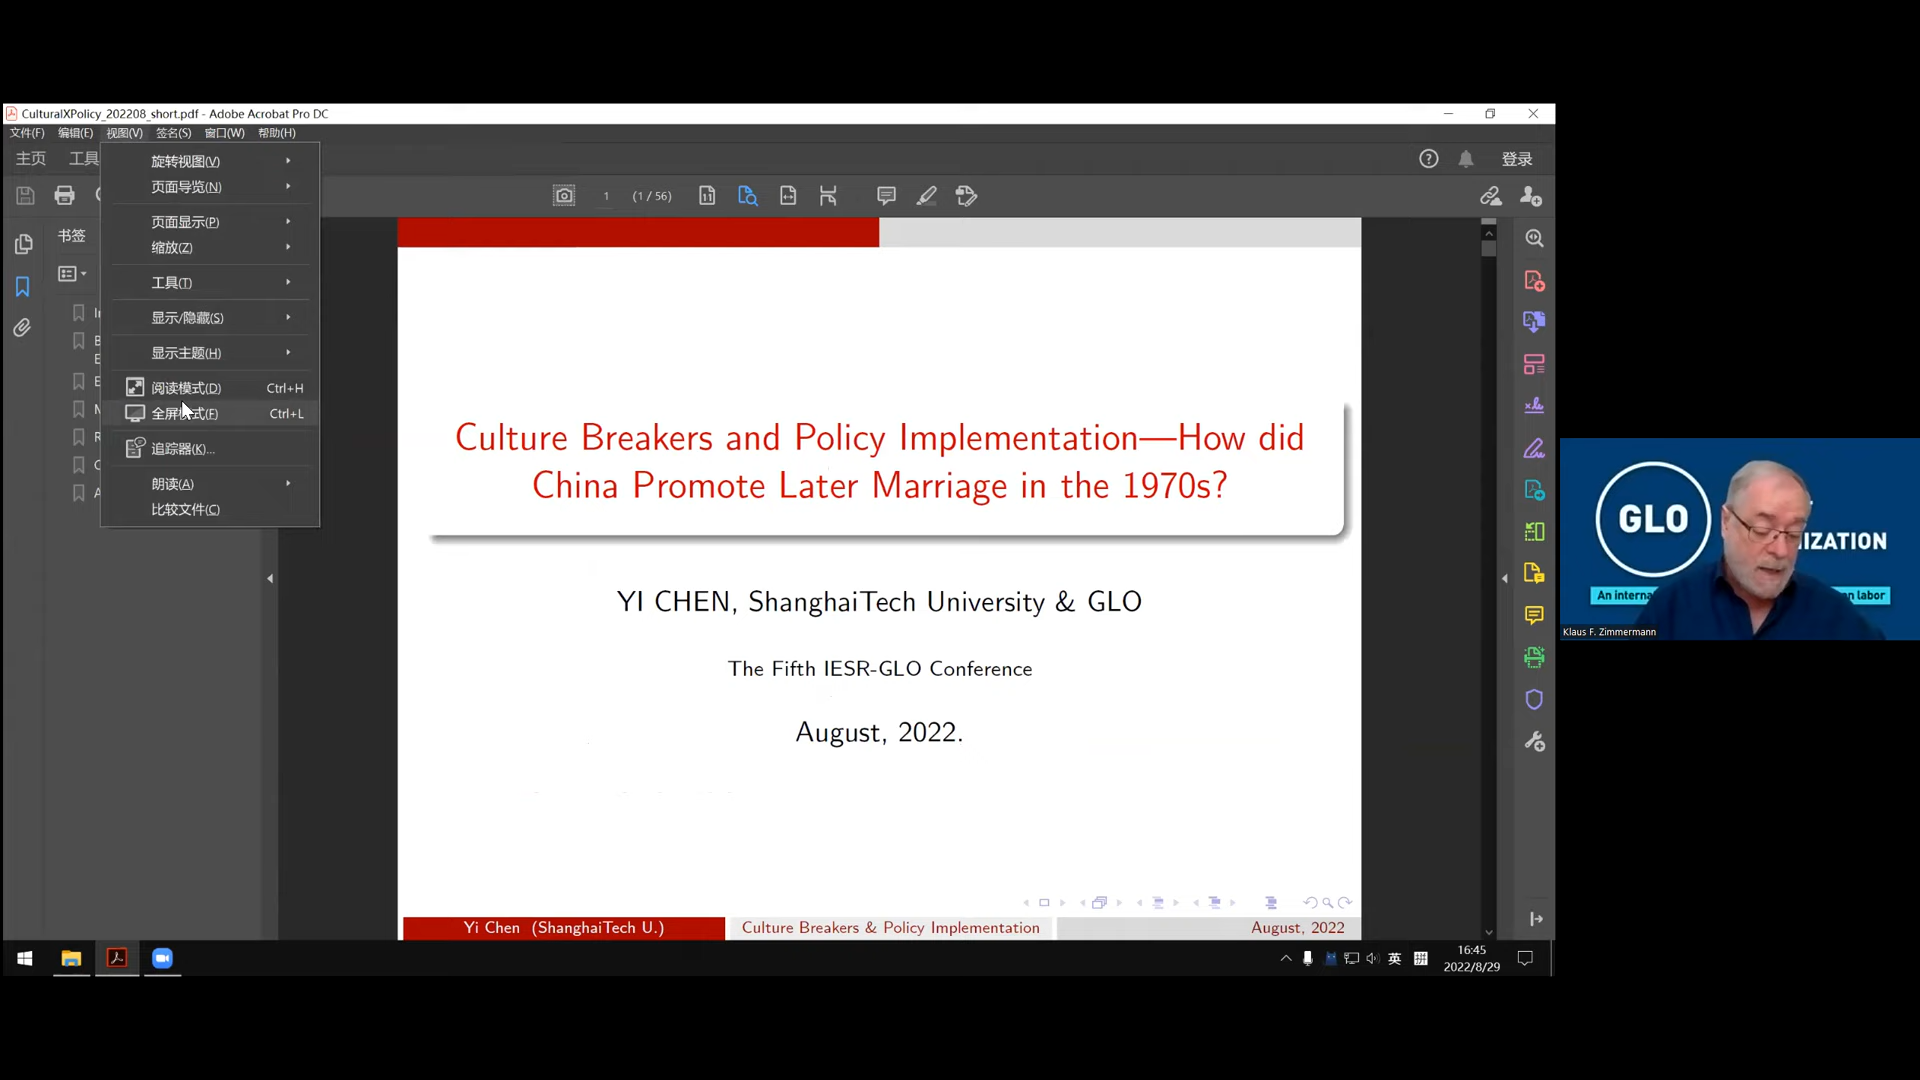 CulturalXPolicy_202208_short.pdf - Adobe Acrobat Pro DC
文件(F) 编辑(E) 视图(V) 签名(S) 窗口(W) 帮助(H)
主页 工具
登录
旋转视图(V)
页面导览(N)
页面显示(P)
缩放(Z)
工具(T)
显示/隐藏(S)
显示主题(H)
阅读模式(D) Ctrl+H
全屏模式(F) Ctrl+L
追踪器(K)...
朗读(A)
比较文件(C)
1 (1 / 56)
书签
Culture Breakers and Policy Implementation—How did
China Promote Later Marriage in the 1970s?
YI CHEN, ShanghaiTech University & GLO
The Fifth IESR-GLO Conference
August, 2022.
Yi Chen (ShanghaiTech U.) Culture Breakers & Policy Implementation August, 2022
GLO
IZATION
An interna
n labor
Klaus F. Zimmermann
英 拼
16:45
2022/8/29